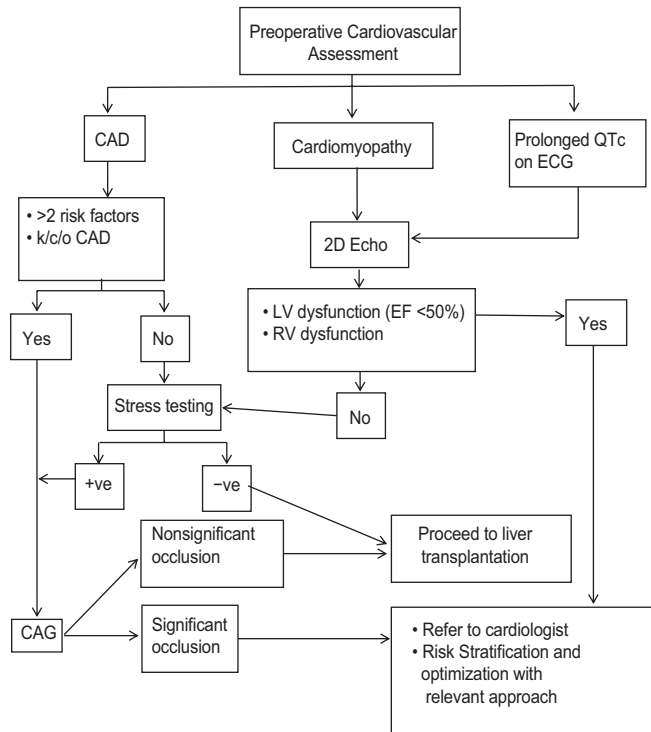 Preoperative Cardiovascular
Assessment
CAD
Cardiomyopathy
Prolonged QTc
on ECG
• >2 risk factors
• k/c/o CAD
2D Echo
Yes
No
• LV dysfunction (EF <50%)
• RV dysfunction
Yes
Stress testing
No
+ve
−ve
Nonsignificant
occlusion
Proceed to liver
transplantation
CAG
Significant
occlusion
• Refer to cardiologist
• Risk Stratification and
optimization with
relevant approach